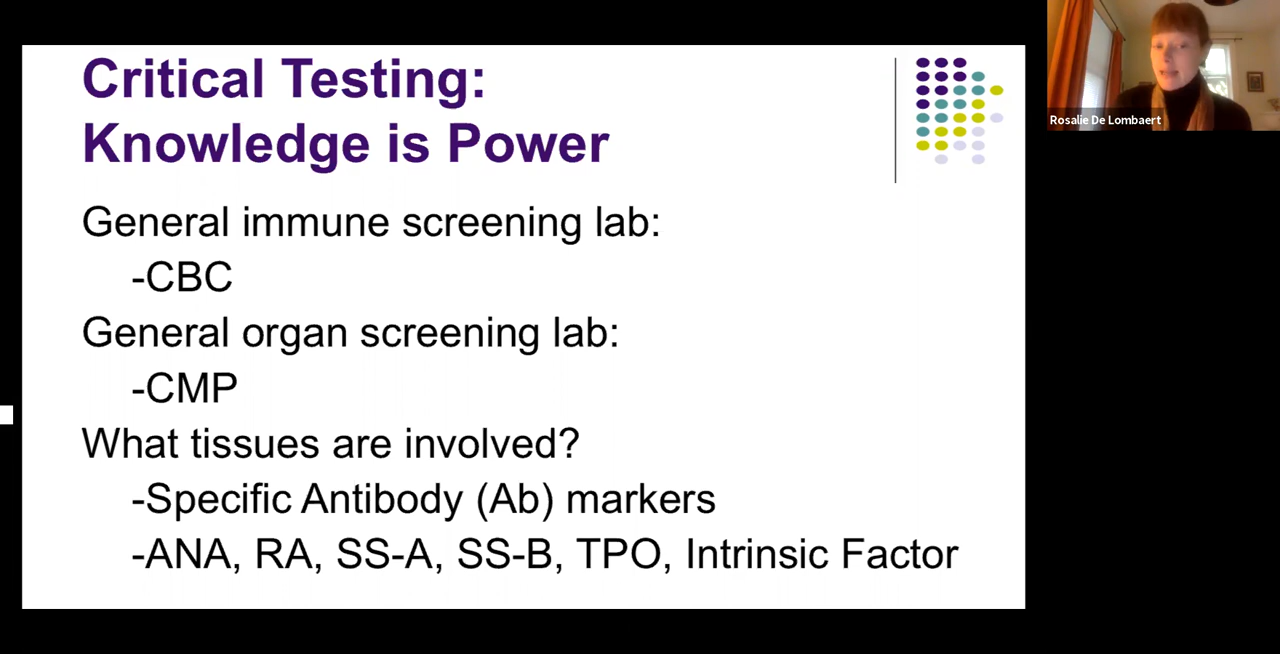 Critical Testing:
Knowledge is Power
General immune screening lab:
-CBC
General organ screening lab:
-CMP
What tissues are involved?
-Specific Antibody (Ab) markers
-ANA, RA, SS-A, SS-B, TPO, Intrinsic Factor
Rosalie De Lombaert